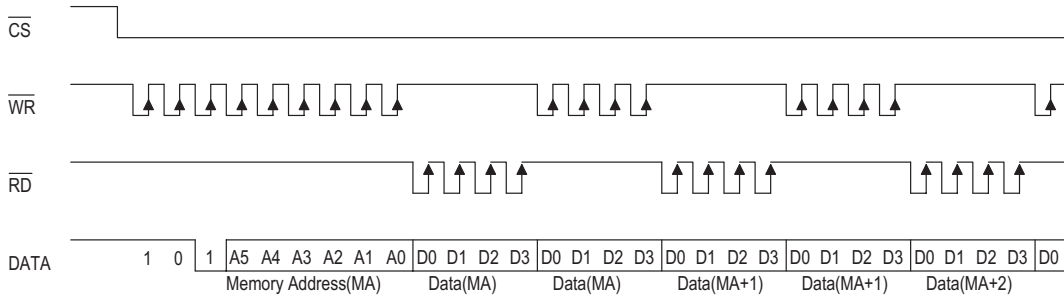 CS
WR
RD
DATA 1 0 1 A5 A4 A3 A2 A1 A0 D0 D1 D2 D3 D0 D1 D2 D3 D0 D1 D2 D3 D0 D1 D2 D3 D0 D1 D2 D3 D0
Memory Address(MA) Data(MA) Data(MA) Data(MA+1) Data(MA+1) Data(MA+2)